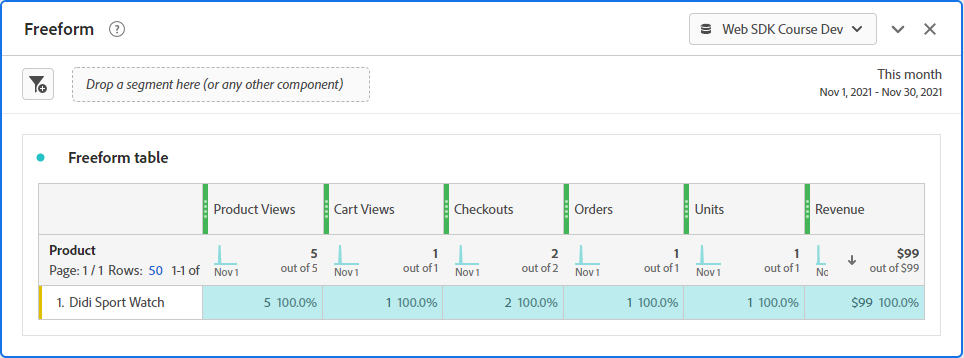 Freeform ? Web SDK Course Dev
Drop a segment here (or any other component)
This month
Nov 1, 2021 - Nov 30, 2021
Freeform table
Product Views Cart Views Checkouts Orders Units Revenue
Product
Page: 1 / 1 Rows: 50 1-1 of
Nov 1 5 out of 5
Nov 1 1 out of 1
Nov 1 2 out of 2
Nov 1 1 out of 1
Nov 1 1 out of 1
Nc $99 out of $99
1. Didi Sport Watch 5 100.0% 1 100.0% 2 100.0% 1 100.0% 1 100.0% $99 100.0%